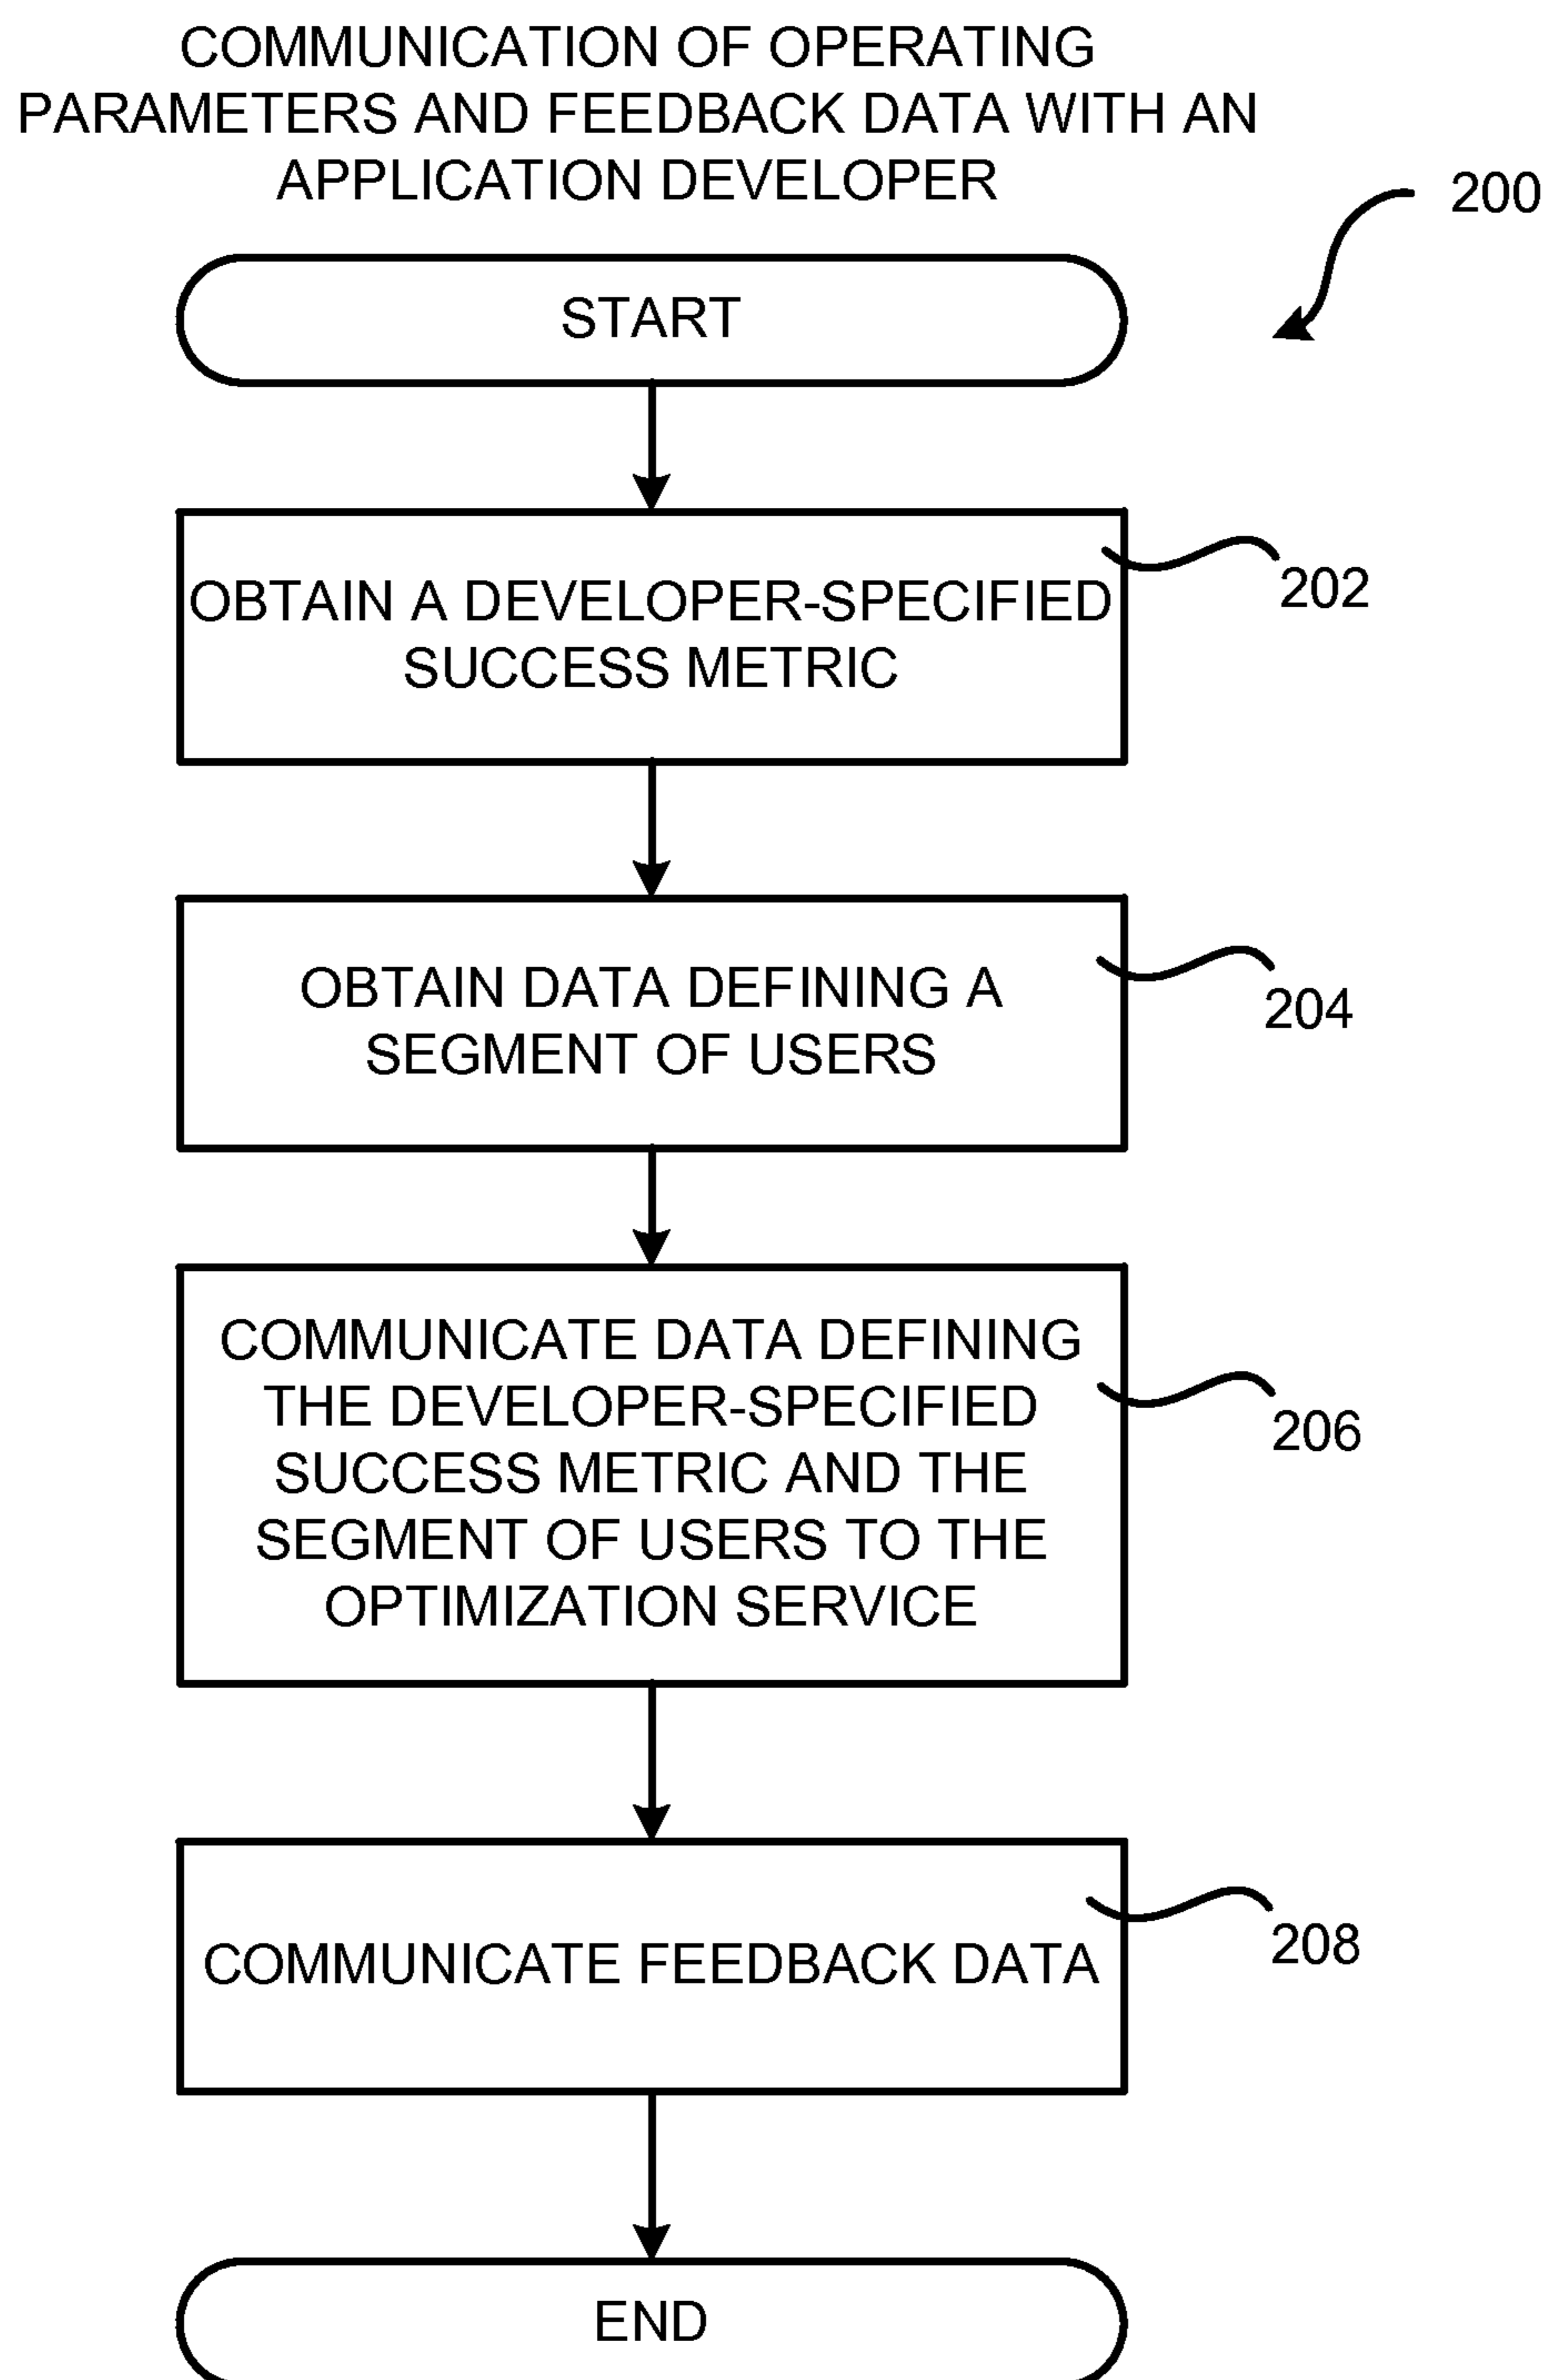 COMMUNICATION OF OPERATING
PARAMETERS AND FEEDBACK DATA WITH AN
APPLICATION DEVELOPER
200
START
OBTAIN A DEVELOPER-SPECIFIED
SUCCESS METRIC
202
OBTAIN DATA DEFINING A
SEGMENT OF USERS
204
COMMUNICATE DATA DEFINING
THE DEVELOPER-SPECIFIED
SUCCESS METRIC AND THE
SEGMENT OF USERS TO THE
OPTIMIZATION SERVICE
206
COMMUNICATE FEEDBACK DATA
208
END